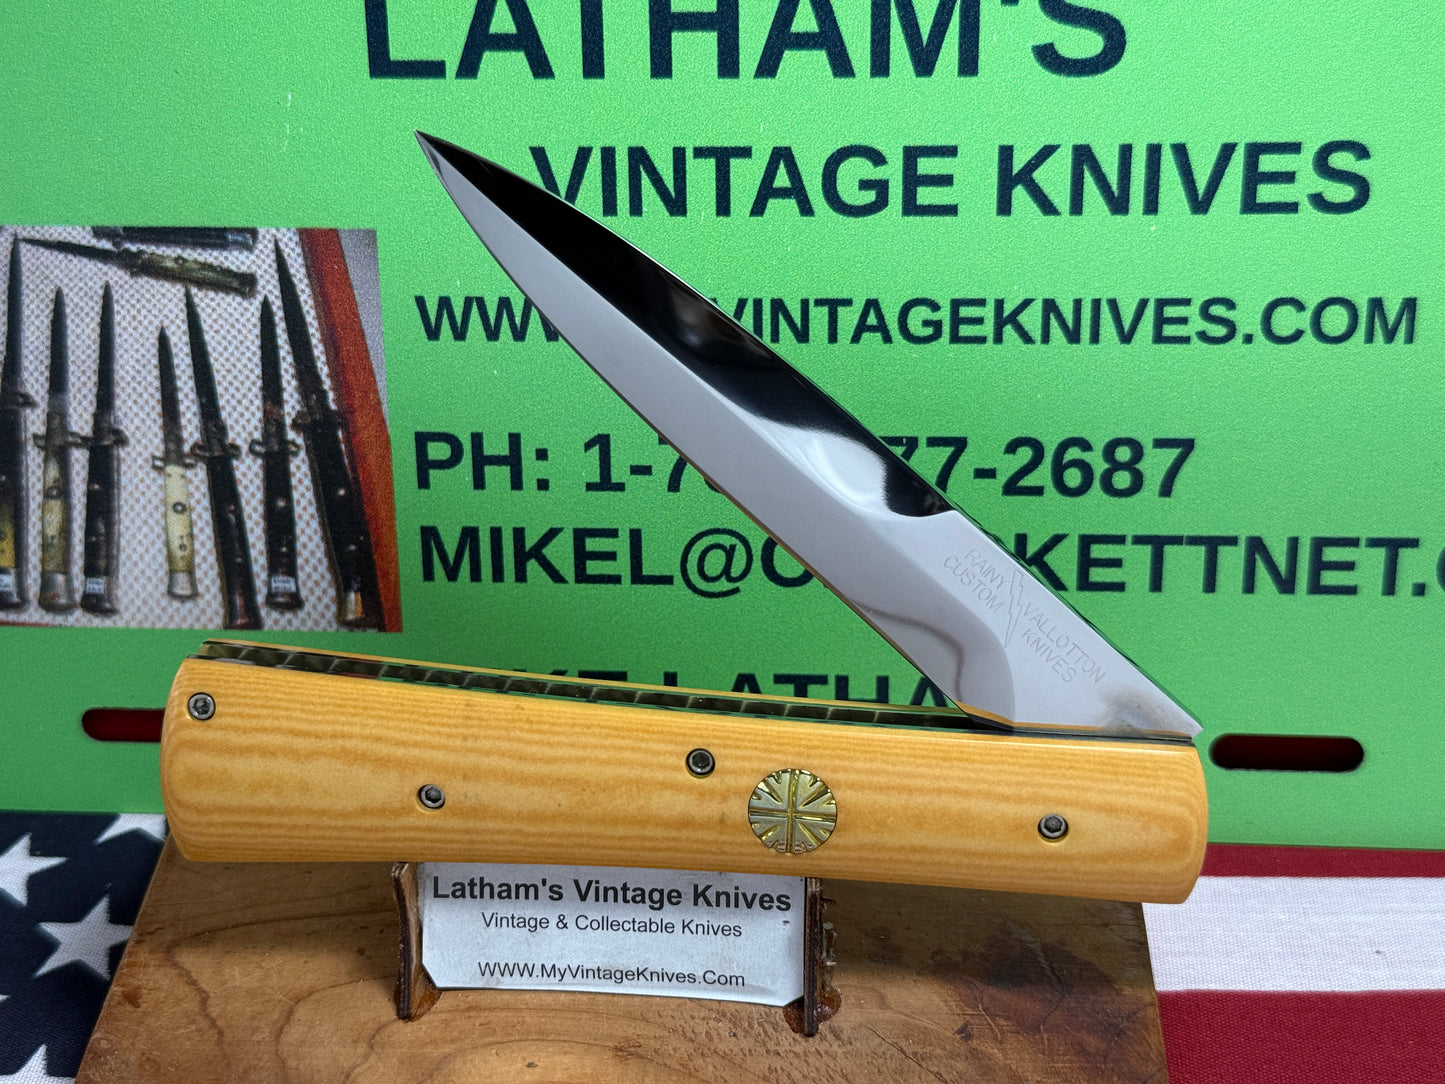 LATHAM'S
VINTAGE KNIVES
WWW. VINTAGEKNIVES.COM
PH: 1-7 77-2687
MIKEL@C KETTNET.
LATHA
RAINY VALLOTTON
CUSTOM KNIVES
Latham's Vintage Knives
Vintage & Collectable Knives
WWW.MyVintageKnives.Com